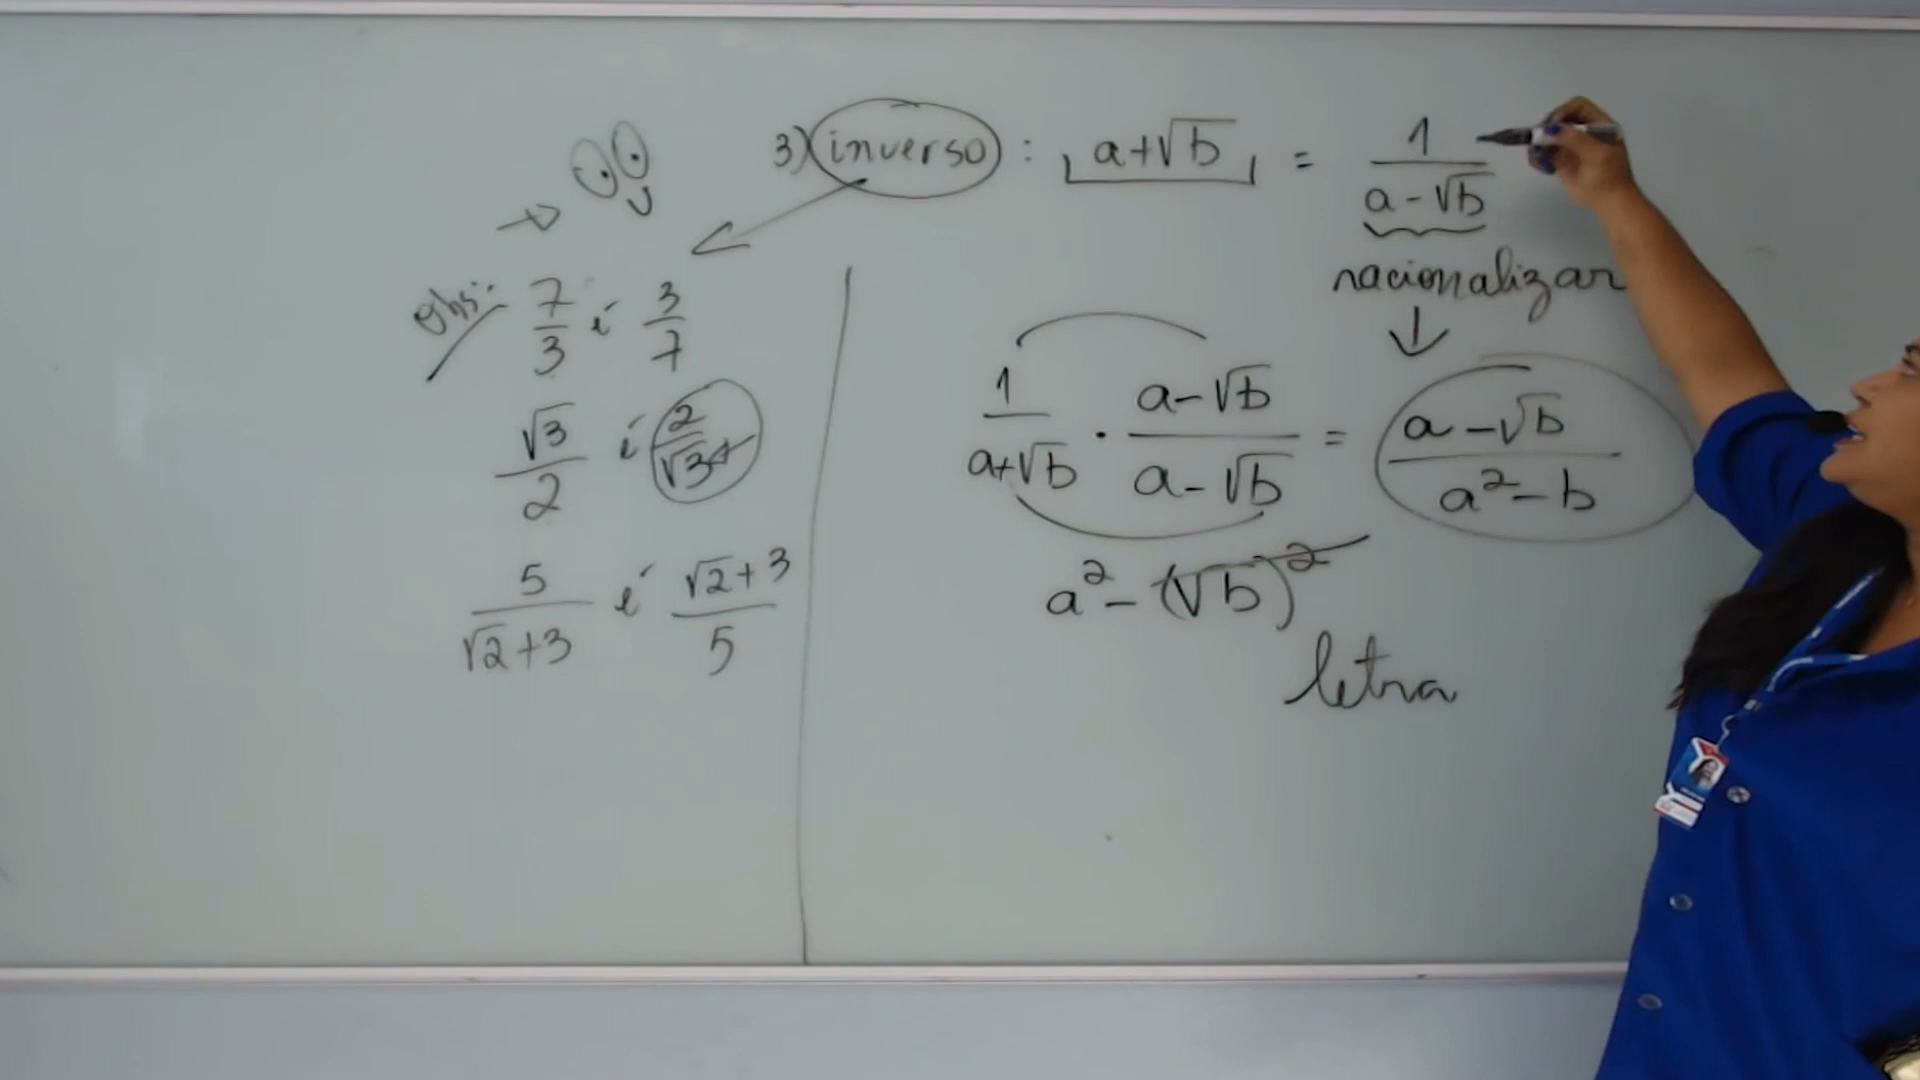 3) inverso : a+√b = 1/(a-√b)
racionalizar
↓
obs: 7/3 i 3/7
√3/2 i 2/√3
5/(√2+3) i (√2+3)/5
1/(a+√b) · (a-√b)/(a-√b) = (a-√b)/(a²-b)
a²-(√b)²
letra